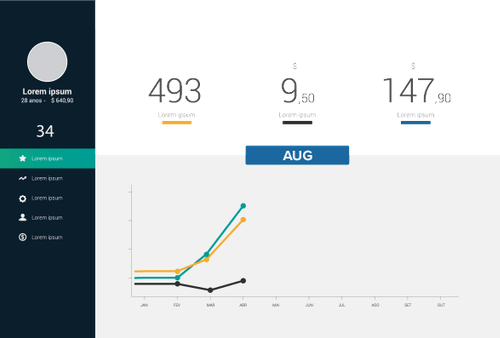 Lorem ipsum
28 anos - $ 640,90
34
Lorem ipsum
Lorem ipsum
Lorem ipsum
Lorem ipsum
Lorem ipsum
493
Lorem ipsum
$
9,50
Lorem ipsum
$
147,90
Lorem ipsum
AUG
JAN FEV MAR ABR MAI JUN JUL AGO SET OUT